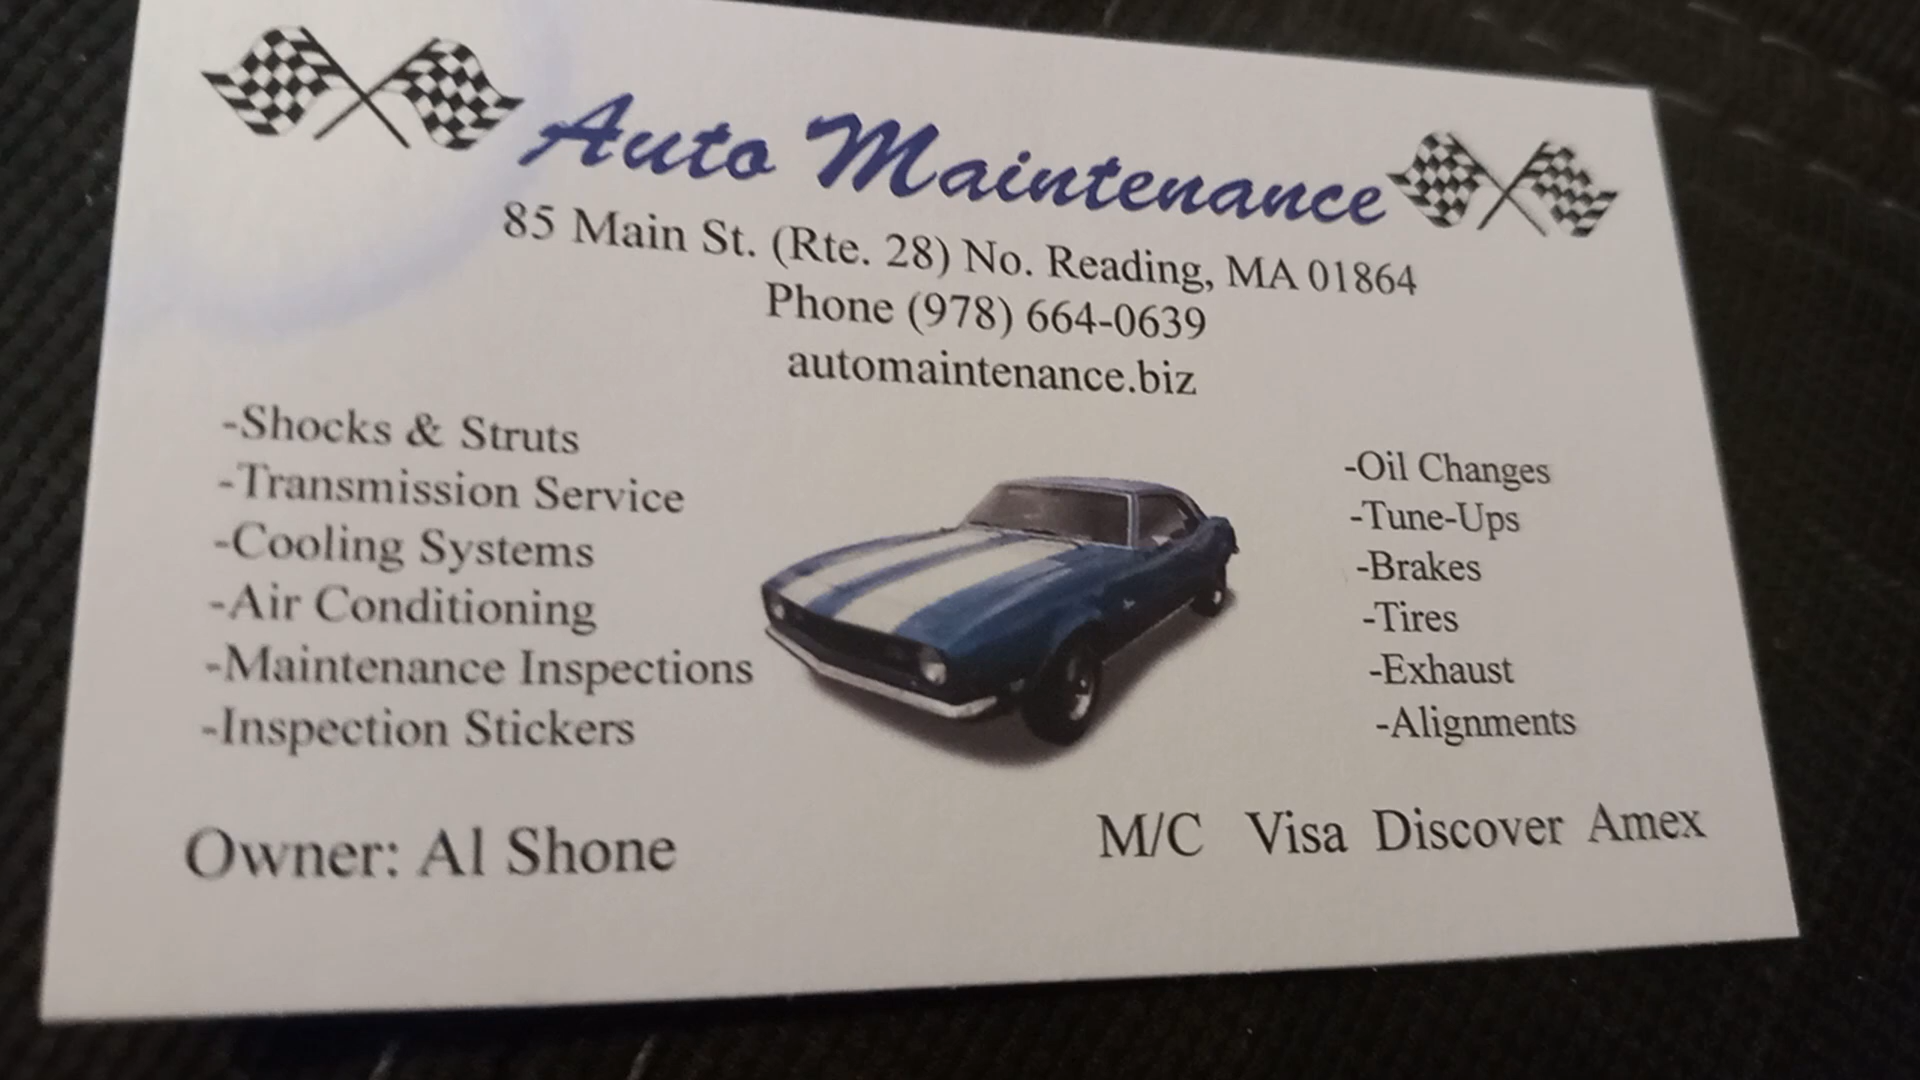 Auto Maintenance
85 Main St. (Rte. 28) No. Reading, MA 01864
Phone (978) 664-0639
automaintenance.biz
-Shocks & Struts
-Transmission Service
-Cooling Systems
-Air Conditioning
-Maintenance Inspections
-Inspection Stickers
-Oil Changes
-Tune-Ups
-Brakes
-Tires
-Exhaust
-Alignments
Owner: Al Shone
M/C Visa Discover Amex